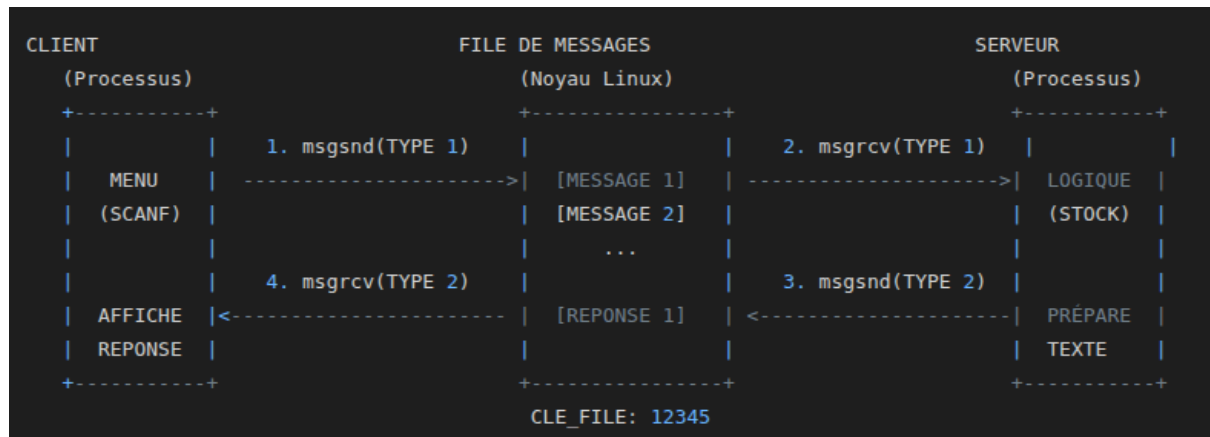 CLIENT FILE DE MESSAGES SERVEUR
(Processus) (Noyau Linux) (Processus)
+-----------+ +-----------------+ +-----------+
| | 1. msgsnd(TYPE 1) | | 2. msgrcv(TYPE 1) | |
| MENU | ----------------------->| [MESSAGE 1] | ---------------------->| LOGIQUE |
| (SCANF) | | [MESSAGE 2] | | (STOCK) |
| | | ... | | |
| | 4. msgrcv(TYPE 2) | | 3. msgsnd(TYPE 2) | |
| AFFICHE |<----------------------- | [REPONSE 1] | <----------------------| PRÉPARE |
| REPONSE | | | | TEXTE |
+-----------+ +-----------------+ +-----------+
CLE_FILE: 12345